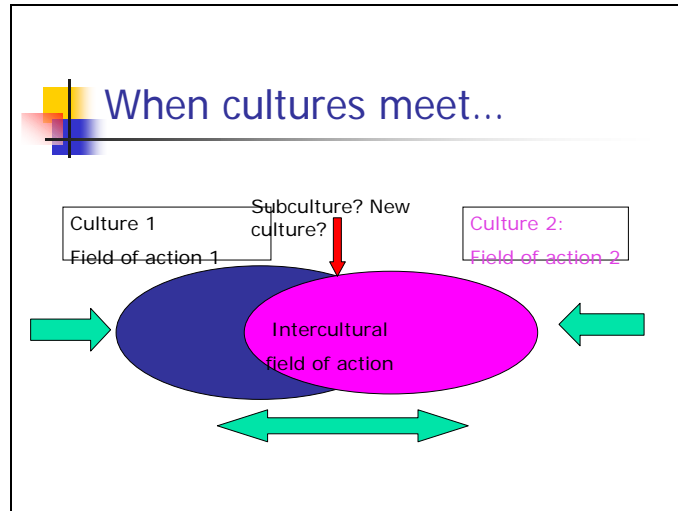 When cultures meet...
Subculture? New
culture?
Culture 1
Field of action 1
Culture 2:
Field of action 2
Intercultural
field of action